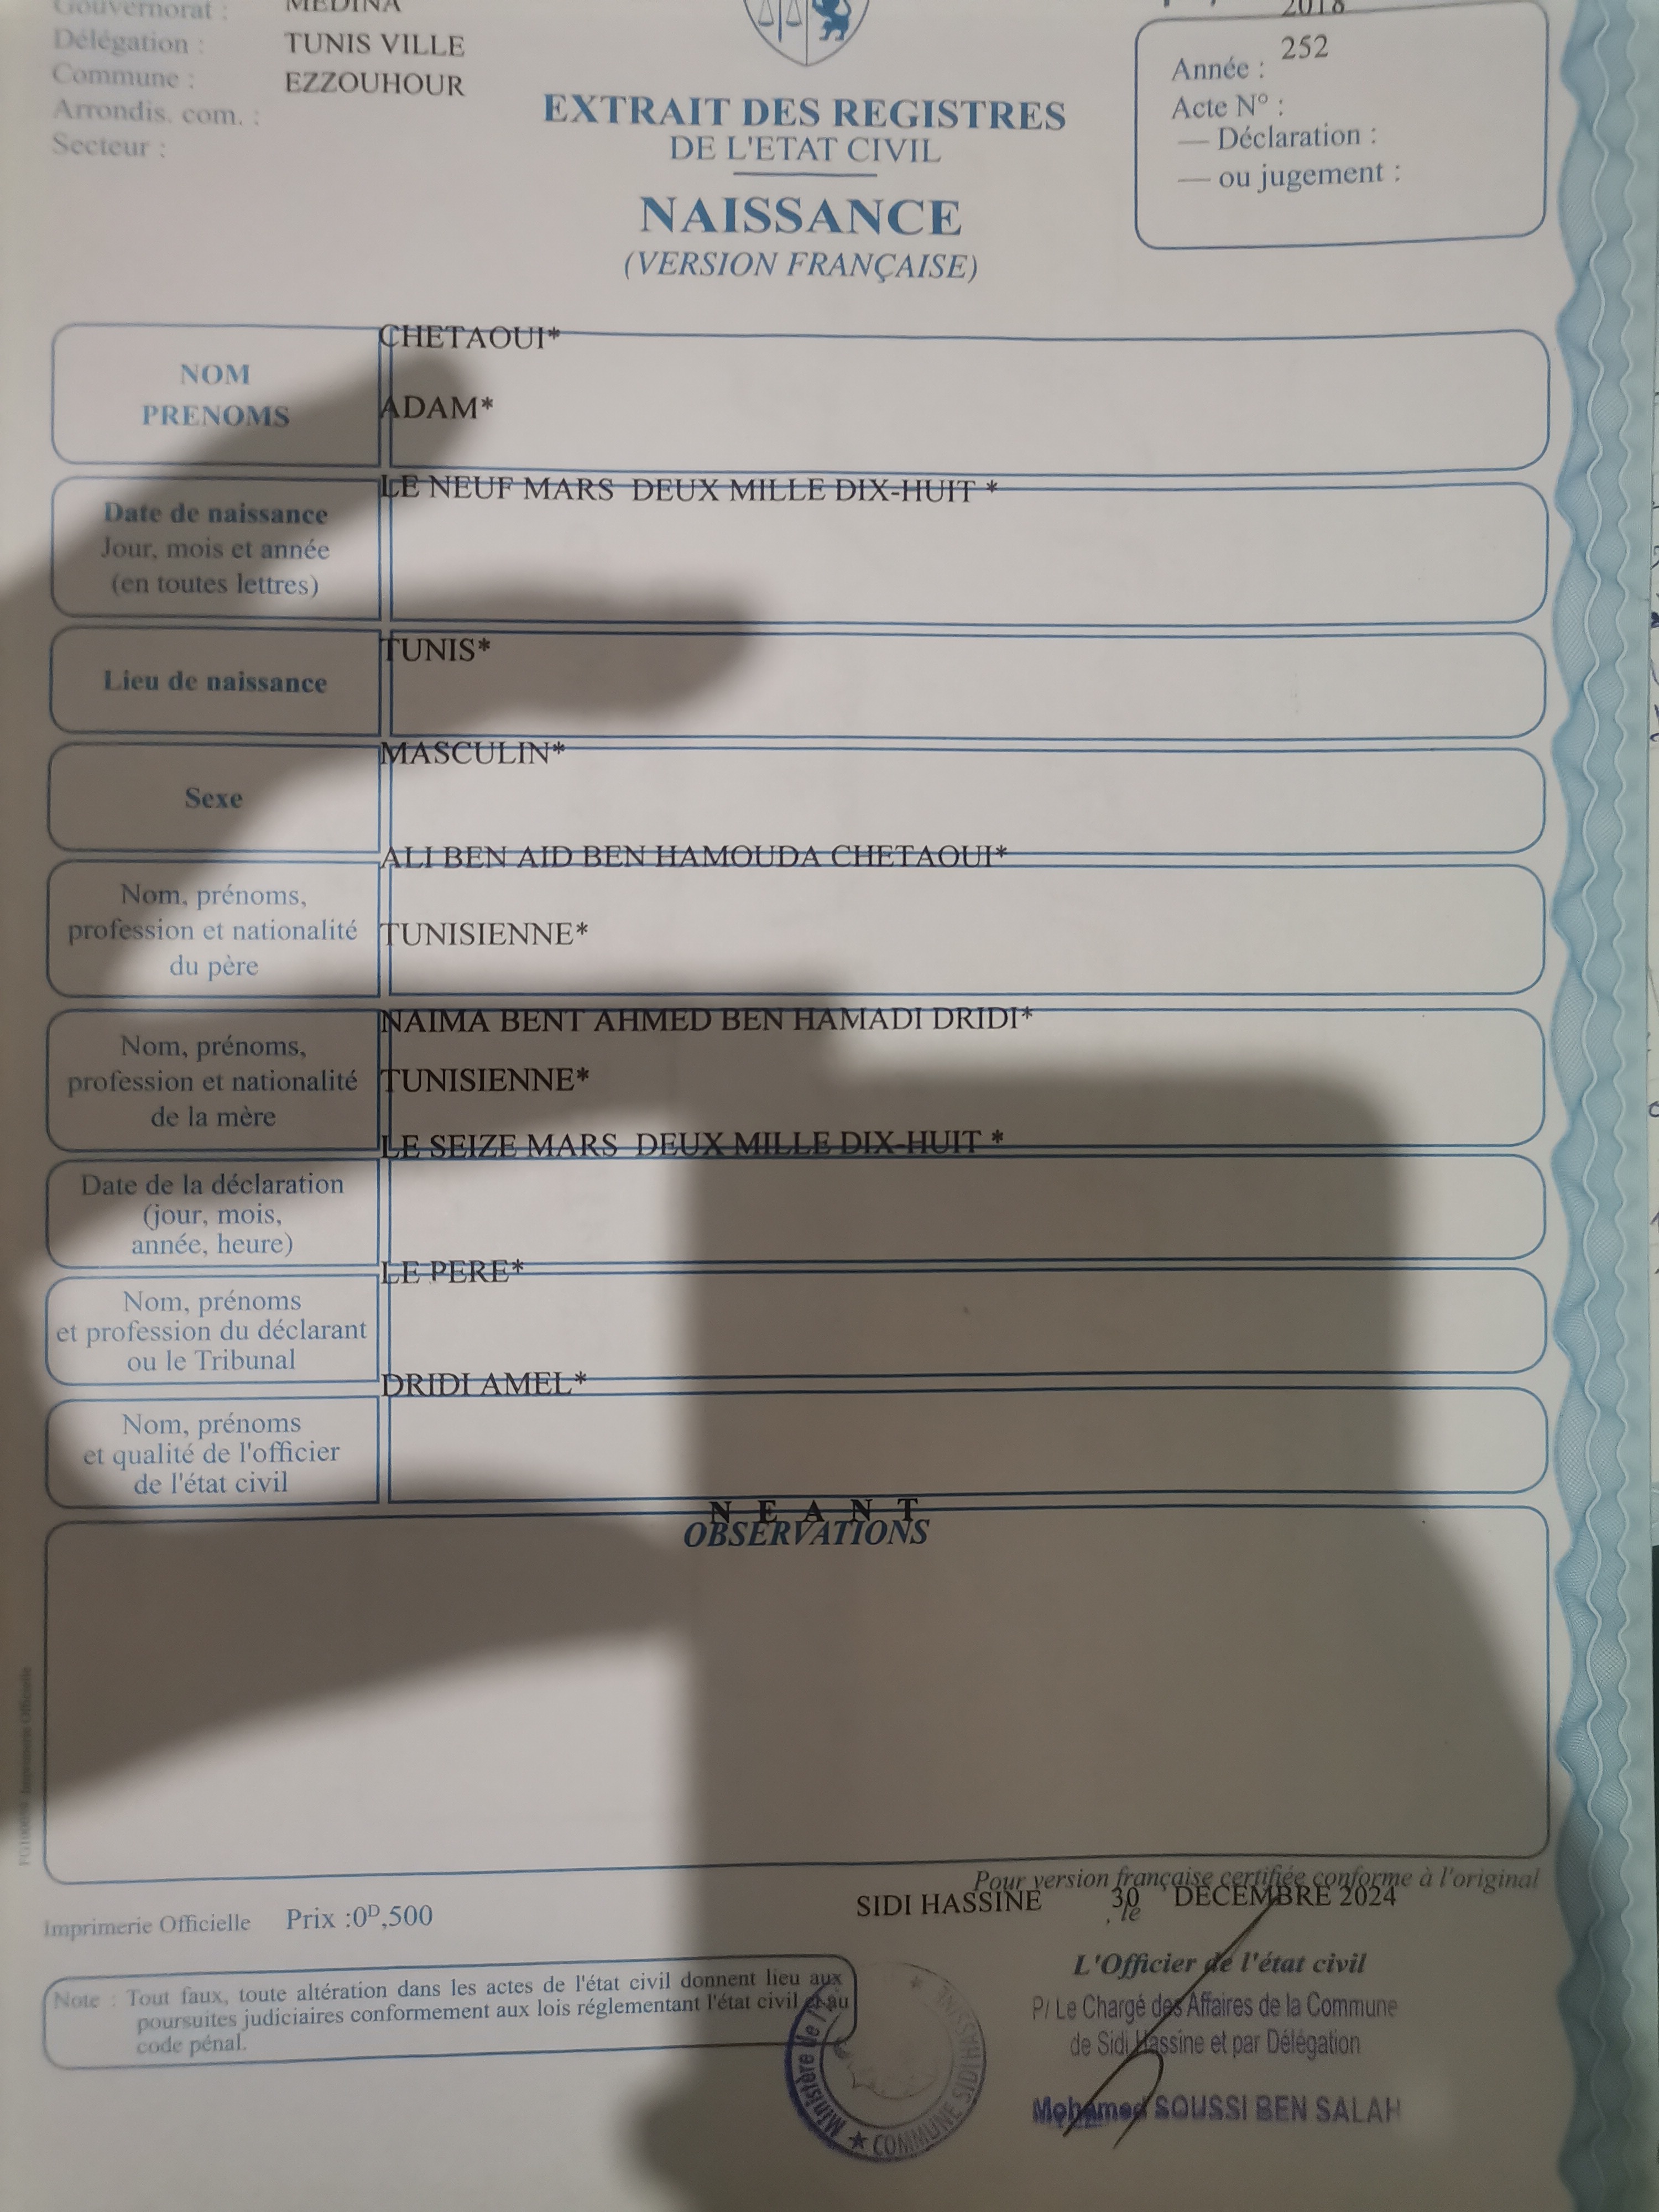 Gouvernorat : MEDINA
Délégation : TUNIS VILLE
Commune : EZZOUHOUR
Arrondis. com. :
Secteur :
2018
Année : 252
Acte N° :
— Déclaration :
— ou jugement :
EXTRAIT DES REGISTRES
DE L'ETAT CIVIL
NAISSANCE
(VERSION FRANÇAISE)
NOM
PRENOMS
CHETAOUI*
ADAM*
Date de naissance
Jour, mois et année
(en toutes lettres)
LE NEUF MARS DEUX MILLE DIX-HUIT *
Lieu de naissance
TUNIS*
Sexe
MASCULIN*
Nom, prénoms,
profession et nationalité
du père
ALI BEN AID BEN HAMOUDA CHETAOUI*
TUNISIENNE*
Nom, prénoms,
profession et nationalité
de la mère
NAIMA BENT AHMED BEN HAMADI DRIDI*
TUNISIENNE*
Date de la déclaration
(jour, mois,
année, heure)
LE SEIZE MARS DEUX MILLE DIX-HUIT *
Nom, prénoms
et profession du déclarant
ou le Tribunal
LE PERE*
Nom, prénoms
et qualité de l'officier
de l'état civil
DRIDI AMEL*
N E A N T
OBSERVATIONS
Imprimerie Officielle
Pour version française certifiée conforme à l'original
SIDI HASSINE , le 30 DECEMBRE 2024
Imprimerie Officielle Prix :0D,500
L'Officier de l'état civil
P/ Le Chargé des Affaires de la Commune
de Sidi Hassine et par Délégation
Mohamed SOUSSI BEN SALAH
Note : Tout faux, toute altération dans les actes de l'état civil donnent lieu aux
poursuites judiciaires conformement aux lois réglementant l'état civil et au
code pénal.
Ministère de
COMMUNE SIDI HASSINE